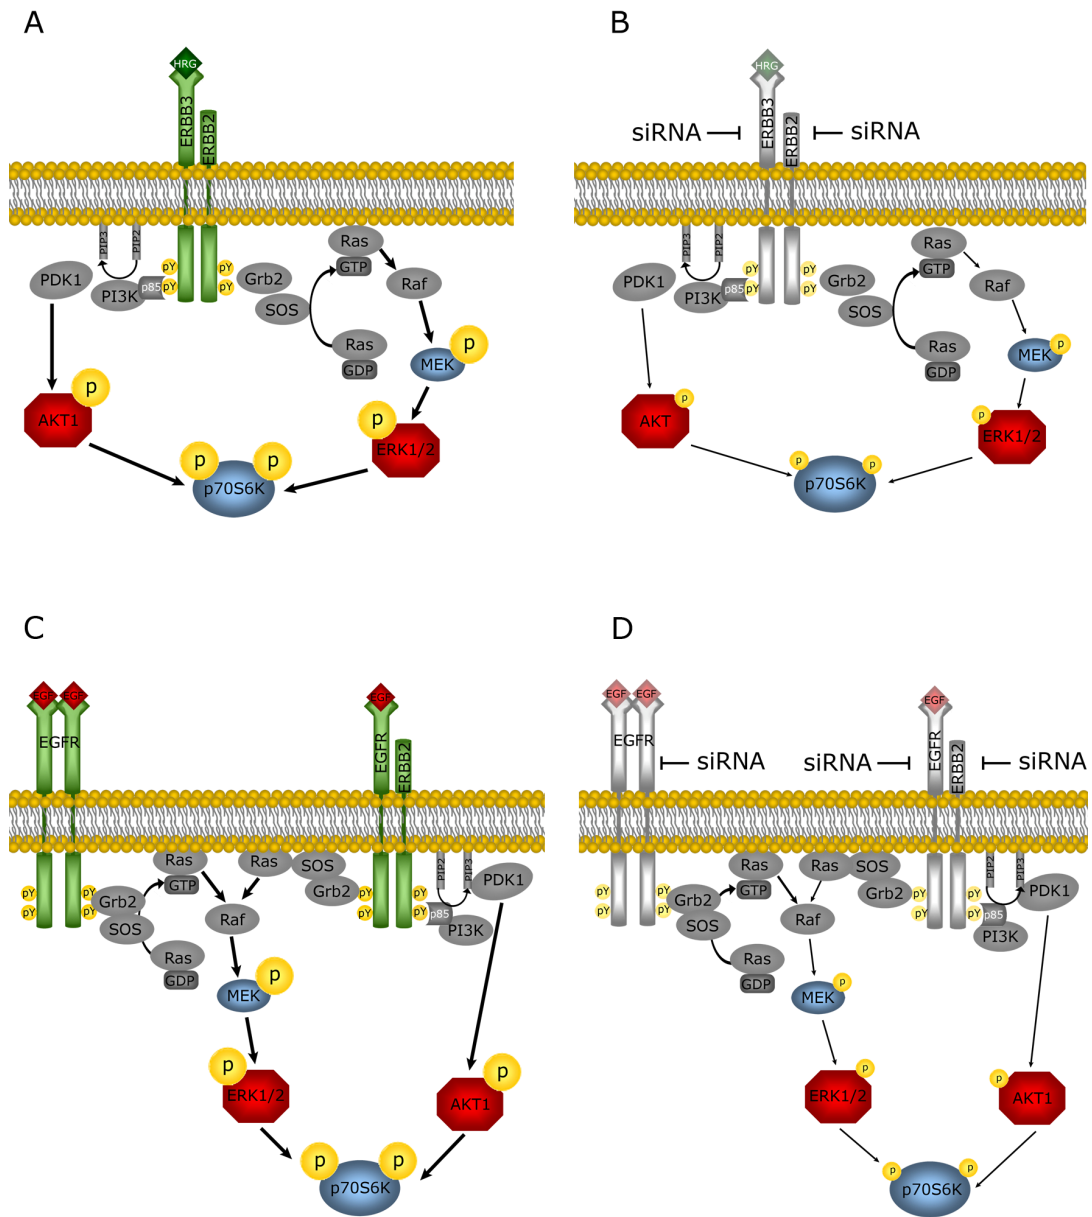 A
HRG
ERBB3
ERBB2
PIP3
PIP2
PDK1
PI3K
p85
pY
pY
pY
pY
Grb2
SOS
Ras
GTP
Raf
Ras
GDP
MEK
p
AKT1
p
ERK1/2
p
p70S6K
p
p
B
HRG
ERBB3
ERBB2
siRNA
siRNA
PIP3
PIP2
PDK1
PI3K
p85
pY
pY
pY
pY
Grb2
SOS
Ras
GTP
Raf
Ras
GDP
MEK
p
AKT
p
ERK1/2
p
p70S6K
p
p
C
EGF
EGF
EGFR
EGF
EGFR
ERBB2
pY
pY
pY
pY
Grb2
SOS
Ras
GTP
Ras
GDP
Ras
SOS
Grb2
Raf
pY
pY
pY
pY
p85
PI3K
PIP2
PIP3
PDK1
MEK
p
ERK1/2
p
AKT1
p
p70S6K
p
p
D
EGF
EGF
EGFR
siRNA
EGF
EGFR
ERBB2
siRNA
siRNA
pY
pY
pY
pY
Grb2
SOS
Ras
GTP
Ras
GDP
Ras
SOS
Grb2
Raf
pY
pY
pY
pY
p85
PI3K
PIP2
PIP3
PDK1
MEK
p
ERK1/2
p
AKT1
p
p70S6K
p
p